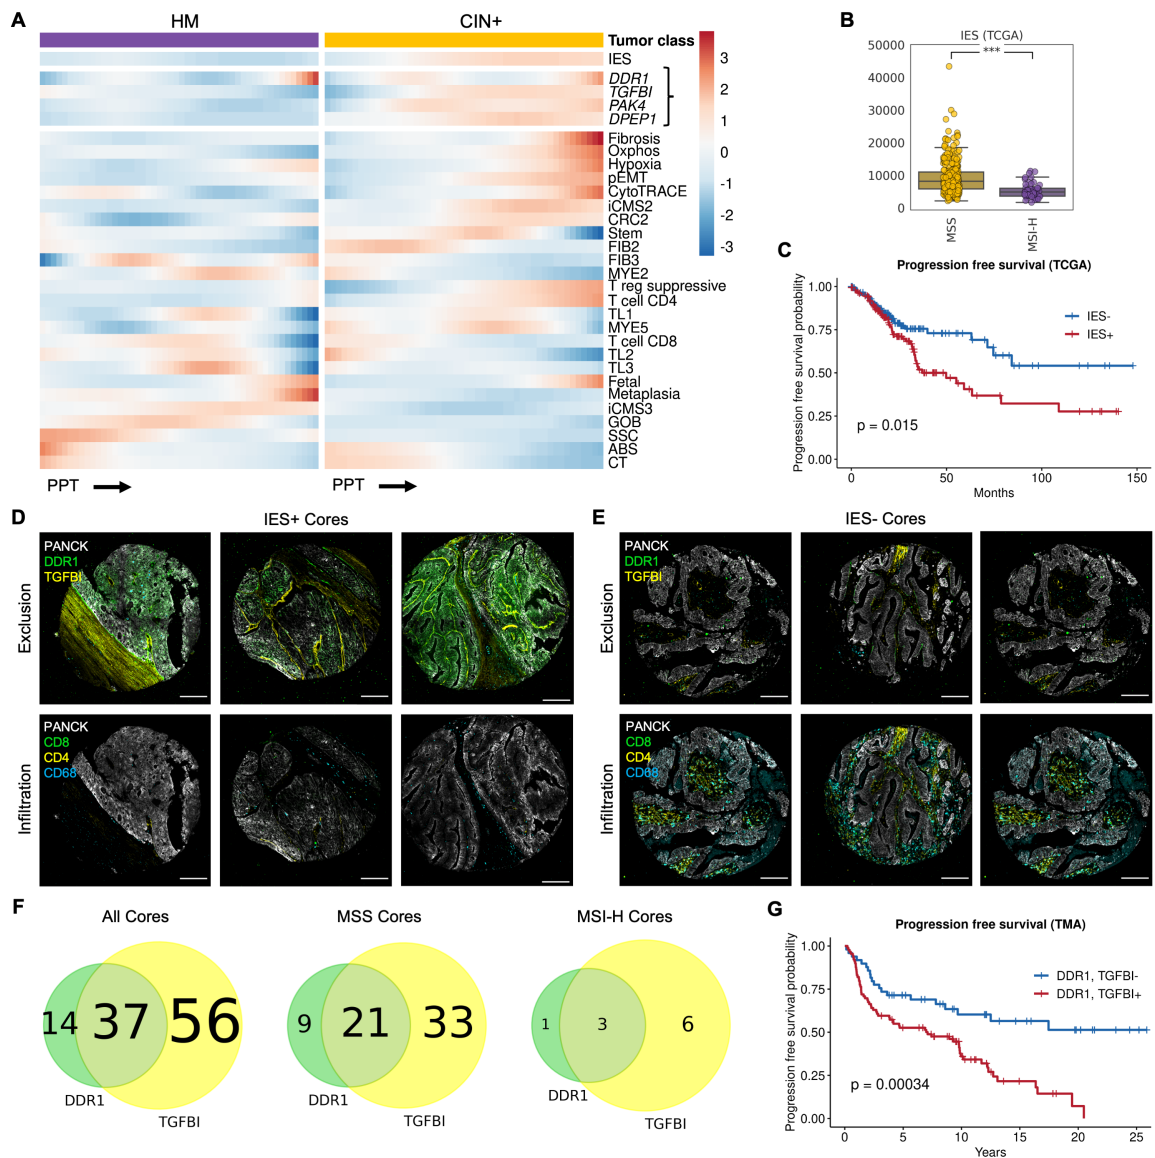 A
HM
CIN+
Tumor class
IES
DDR1
TGFBI
PAK4
DPEP1
Fibrosis
Oxphos
Hypoxia
pEMT
CytoTRACE
iCMS2
CRC2
Stem
FIB2
FIB3
MYE2
T reg suppressive
T cell CD4
TL1
MYE5
T cell CD8
TL2
TL3
Fetal
Metaplasia
iCMS3
GOB
SSC
ABS
CT
3
2
1
0
-1
-2
-3
PPT
PPT
B
IES (TCGA)
***
50000
40000
30000
20000
10000
0
MSS
MSI-H
C
Progression free survival (TCGA)
Progression free survival probability
1.00
0.75
0.50
0.25
0.00
IES-
IES+
p = 0.015
0
50
100
150
Months
D
IES+ Cores
Exclusion
PANCK
DDR1
TGFBI
Infiltration
PANCK
CD8
CD4
CD68
E
IES- Cores
Exclusion
PANCK
DDR1
TGFBI
Infiltration
PANCK
CD8
CD4
CD68
F
All Cores
14
37
56
DDR1
TGFBI
MSS Cores
9
21
33
DDR1
TGFBI
MSI-H Cores
1
3
6
DDR1
TGFBI
G
Progression free survival (TMA)
Progression free survival probability
1.00
0.75
0.50
0.25
0.00
DDR1, TGFBI-
DDR1, TGFBI+
p = 0.00034
0
5
10
15
20
25
Years